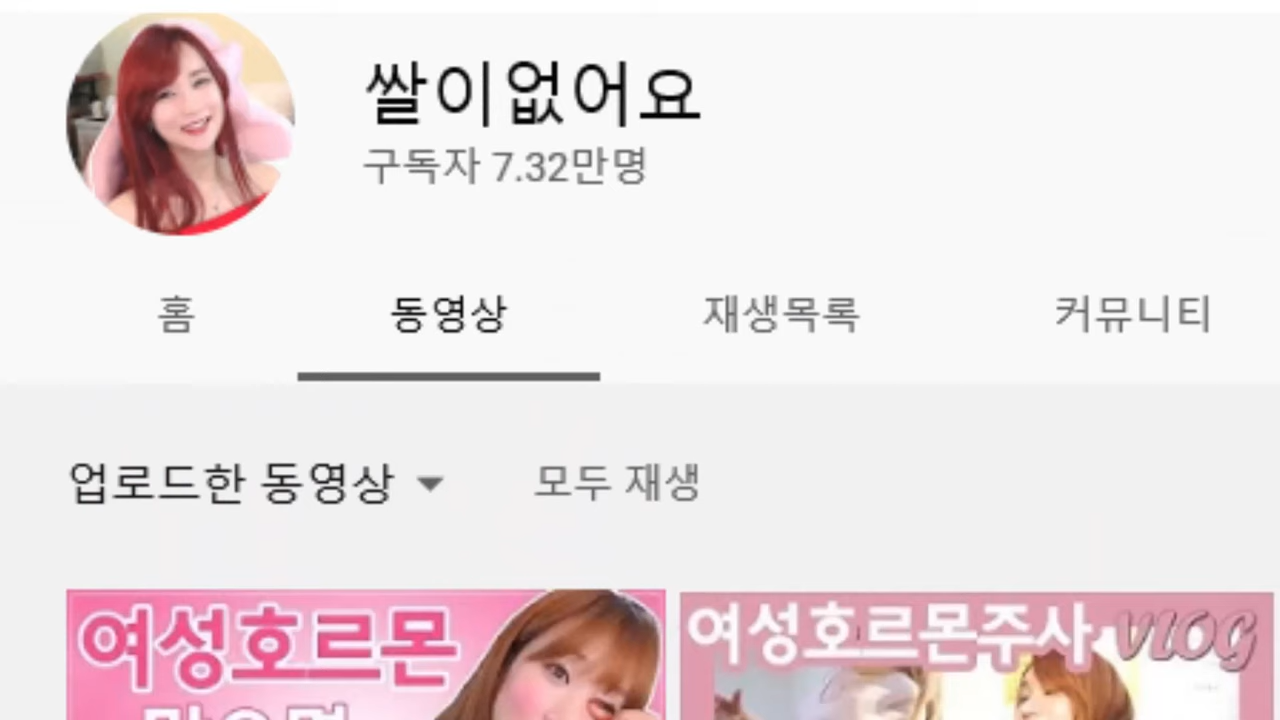 쌀이없어요
구독자 7.32만명
홈 동영상 재생목록 커뮤니티
업로드한 동영상 모두 재생
여성호르몬
여성호르몬주사 VLOG